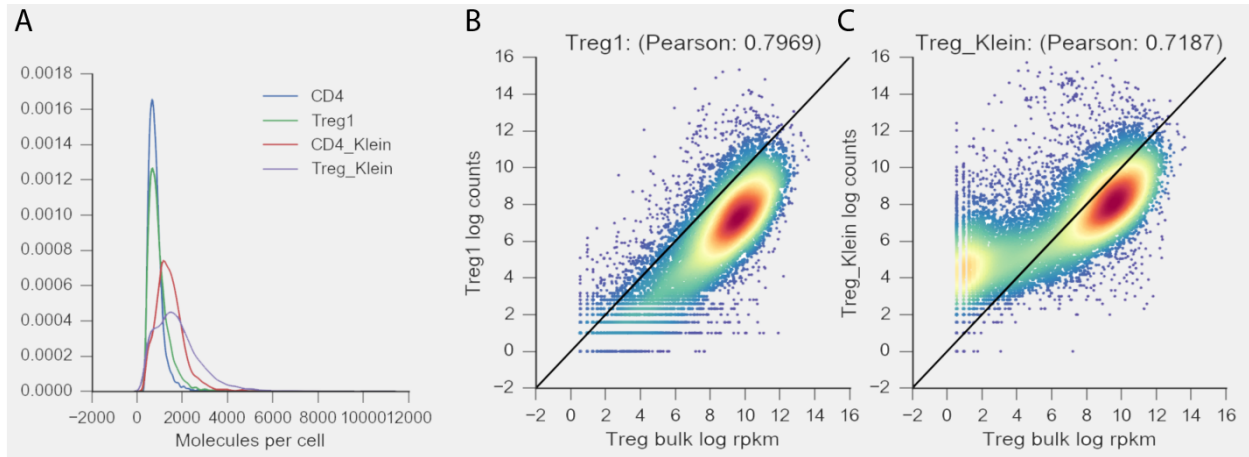 A
0.0018
0.0016
0.0014
0.0012
0.0010
0.0008
0.0006
0.0004
0.0002
0.0000
−2000 0 2000 4000 6000 8000 10000 12000
Molecules per cell
CD4
Treg1
CD4_Klein
Treg_Klein
B
Treg1: (Pearson: 0.7969)
16
14
12
10
8
6
4
2
0
−2
Treg1 log counts
−2 0 2 4 6 8 10 12 14 16
Treg bulk log rpkm
C
Treg_Klein: (Pearson: 0.7187)
16
14
12
10
8
6
4
2
0
−2
Treg_Klein log counts
−2 0 2 4 6 8 10 12 14 16
Treg bulk log rpkm